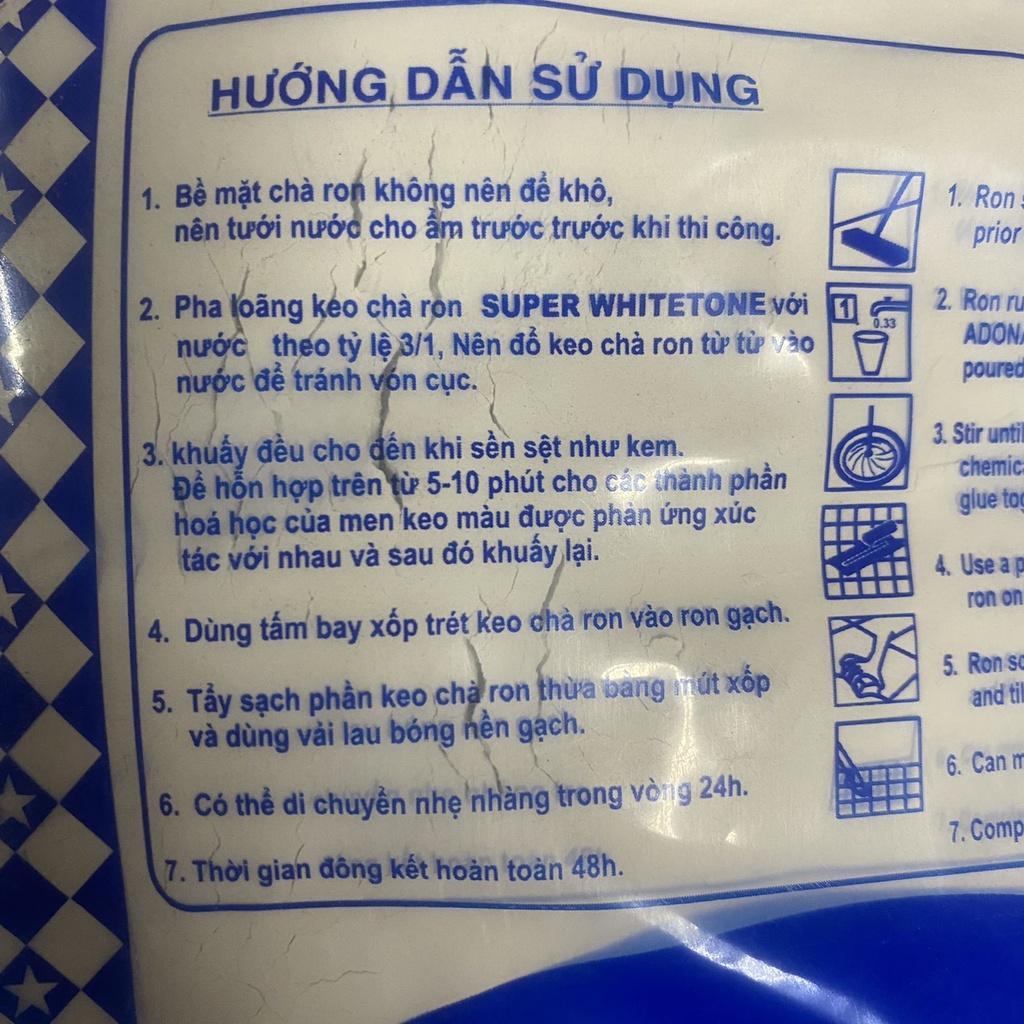 HƯỚNG DẪN SỬ DỤNG
1. Bề mặt chà ron không nên để khô,
nên tưới nước cho ẩm trước trước khi thi công.
2. Pha loãng keo chà ron SUPER WHITETONE với
nước theo tỷ lệ 3/1, Nên đổ keo chà ron từ từ vào
nước để tránh vón cục.
3. khuấy đều cho đến khi sền sệt như kem.
Để hỗn hợp trên từ 5-10 phút cho các thành phần
hoá học của men keo màu được phản ứng xúc
tác với nhau và sau đó khuấy lại.
4. Dùng tấm bay xốp trét keo chà ron vào ron gạch.
5. Tẩy sạch phần keo chà ron thừa bằng mút xốp
và dùng vải lau bóng nền gạch.
6. Có thể di chuyển nhẹ nhàng trong vòng 24h.
7. Thời gian đông kết hoàn toàn 48h.
1
0.33
1. Ron
prior
2. Ron
ADONA
poured
3. Stir until
chemic
glue tog
4. Use a p
ron on
5. Ron so
and til
6. Can m
7. Comp